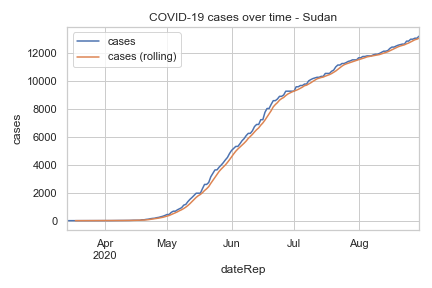 COVID-19 cases over time - Sudan
cases
cases (rolling)
12000
10000
8000
6000
4000
2000
0
cases
Apr
2020
May
Jun
Jul
Aug
dateRep